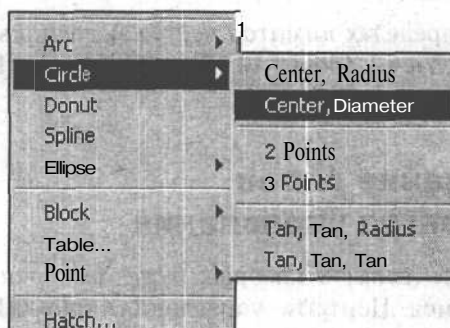 Arc
Circle
Donut
Spline
Ellipse
Block
Table...
Point
Hatch...
Center, Radius
Center, Diameter
2 Points
3 Points
Tan, Tan, Radius
Tan, Tan, Tan